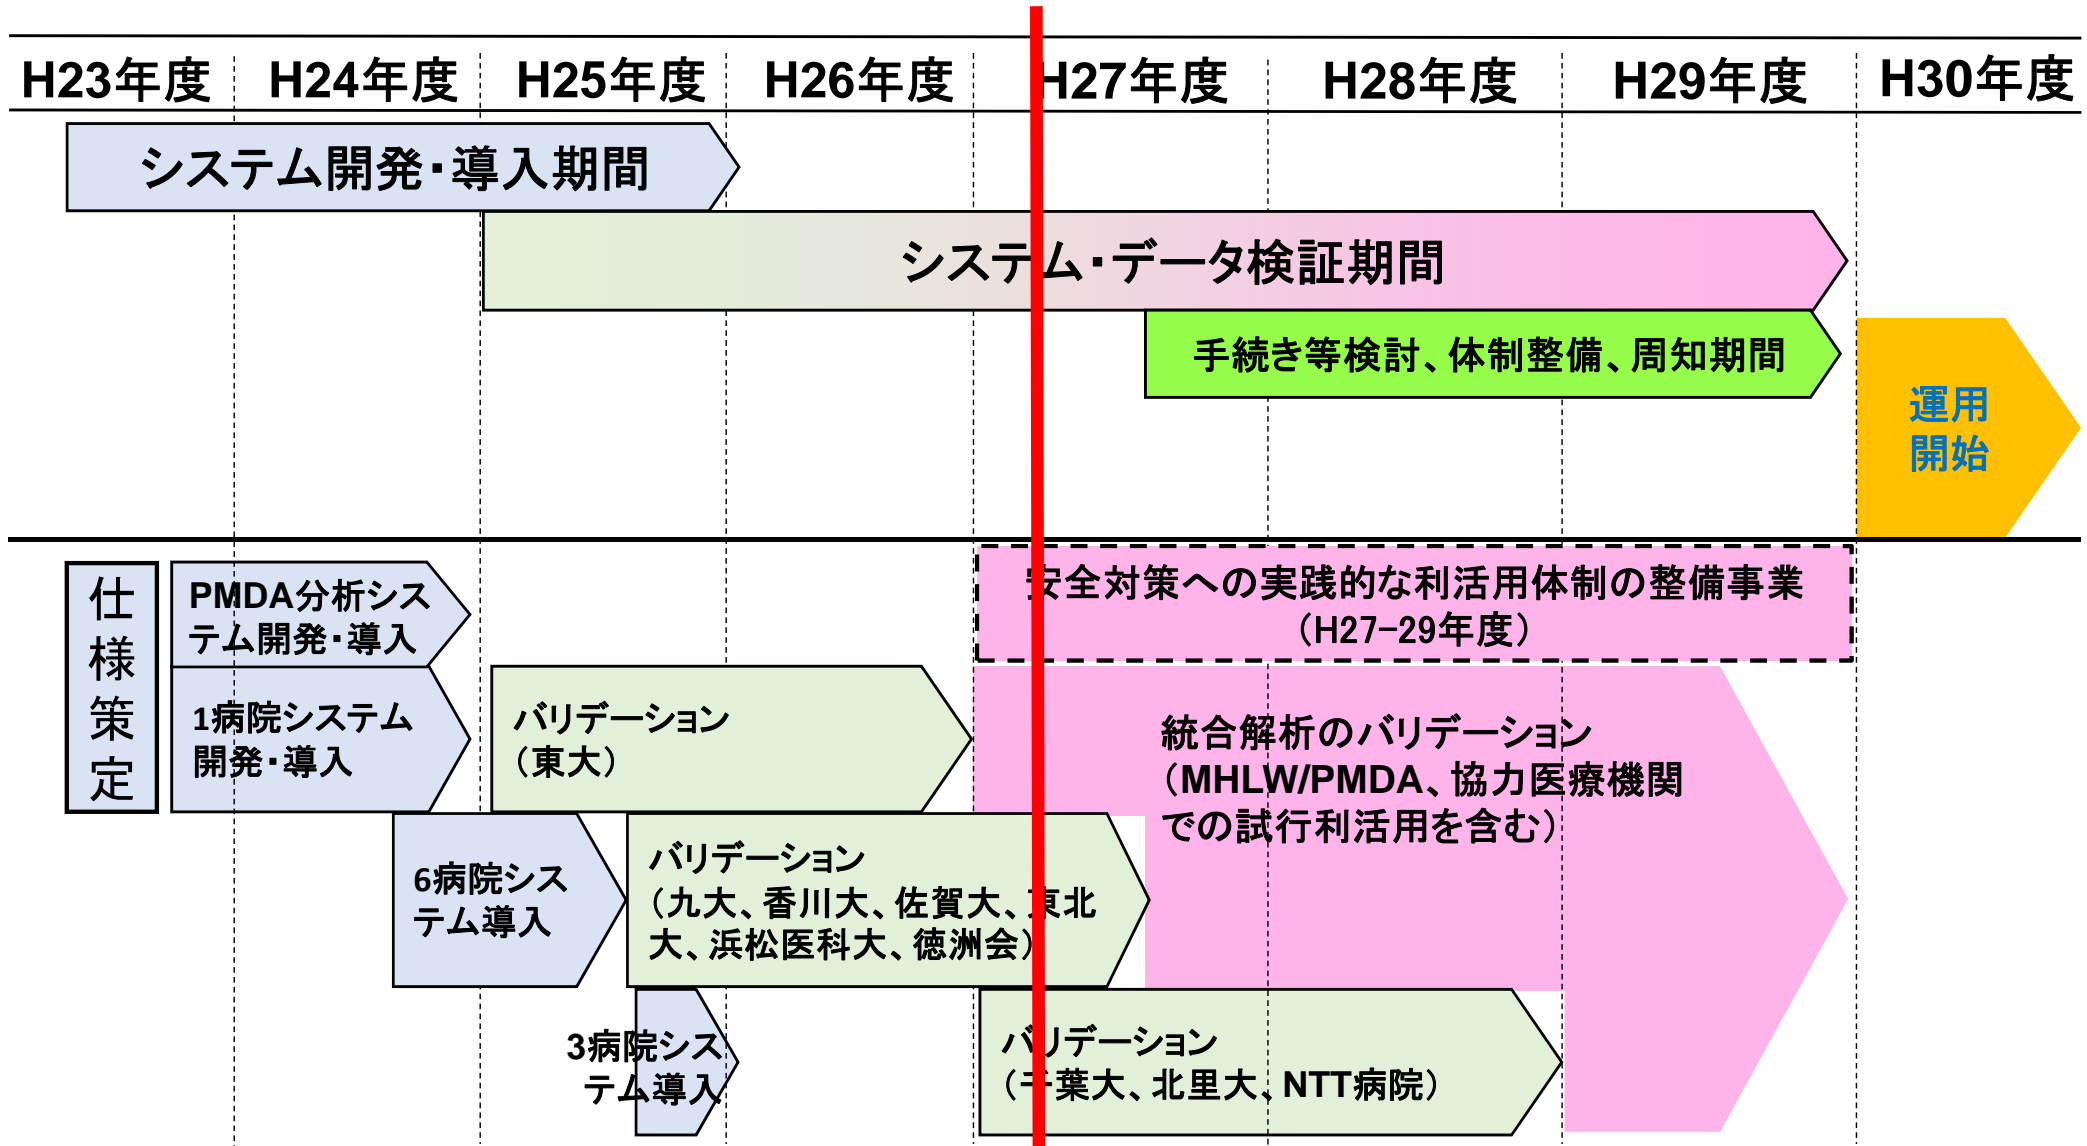 H23年度 H24年度 H25年度 H26年度 H27年度 H28年度 H29年度 H30年度
システム開発・導入期間
システム・データ検証期間
手続き等検討、体制整備、周知期間
運用
開始
仕様策定
PMDA分析シス
テム開発・導入
安全対策への実践的な利活用体制の整備事業
（H27-29年度）
1病院システム
開発・導入
バリデーション
（東大）
統合解析のバリデーション
（MHLW/PMDA、協力医療機関
での試行利活用を含む）
6病院シス
テム導入
バリデーション
（九大、香川大、佐賀大、東北
大、浜松医科大、徳洲会）
3病院シス
テム導入
バリデーション
（千葉大、北里大、NTT病院）